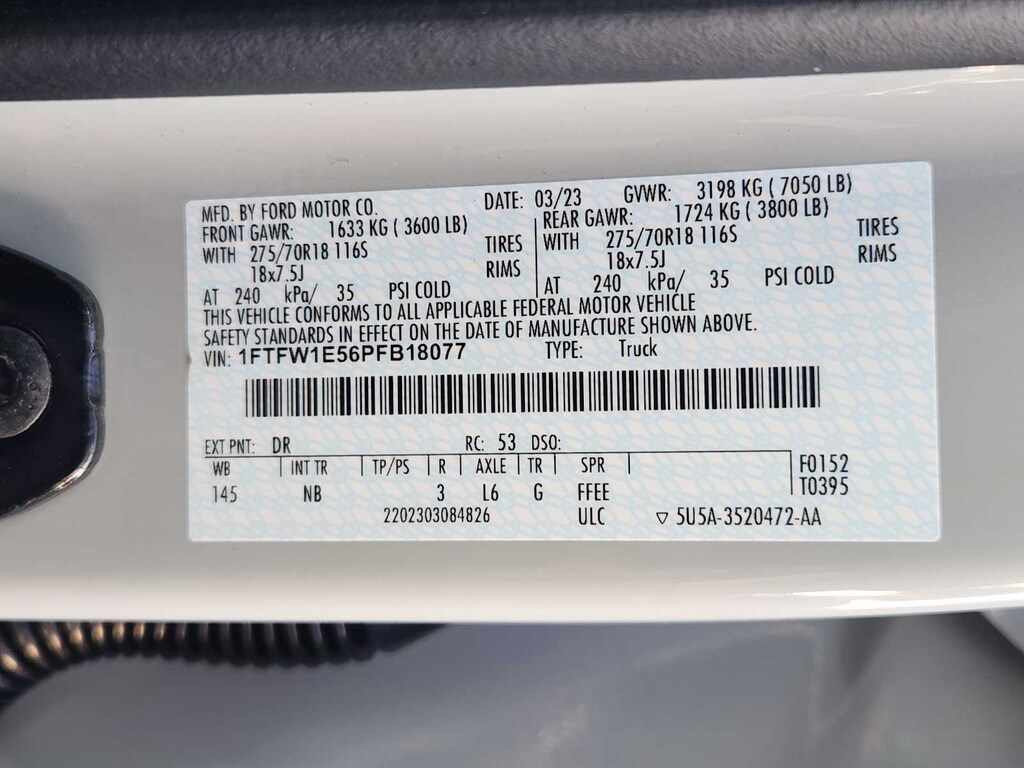 MFD. BY FORD MOTOR CO. DATE: 03/23 GVWR: 3198 KG ( 7050 LB)
FRONT GAWR: 1633 KG ( 3600 LB) REAR GAWR: 1724 KG ( 3800 LB)
WITH 275/70R18 116S TIRES WITH 275/70R18 116S TIRES
18x7.5J RIMS 18x7.5J RIMS
AT 240 kPa/ 35 PSI COLD AT 240 kPa/ 35 PSI COLD
THIS VEHICLE CONFORMS TO ALL APPLICABLE FEDERAL MOTOR VEHICLE
SAFETY STANDARDS IN EFFECT ON THE DATE OF MANUFACTURE SHOWN ABOVE.
VIN: 1FTFW1E56PFB18077 TYPE: Truck
EXT PNT: DR RC: 53 DSO:
WB INT TR TP/PS R AXLE TR SPR F0152
145 NB 3 L6 G FFEE T0395
2202303084826 ULC ▽ 5U5A-3520472-AA